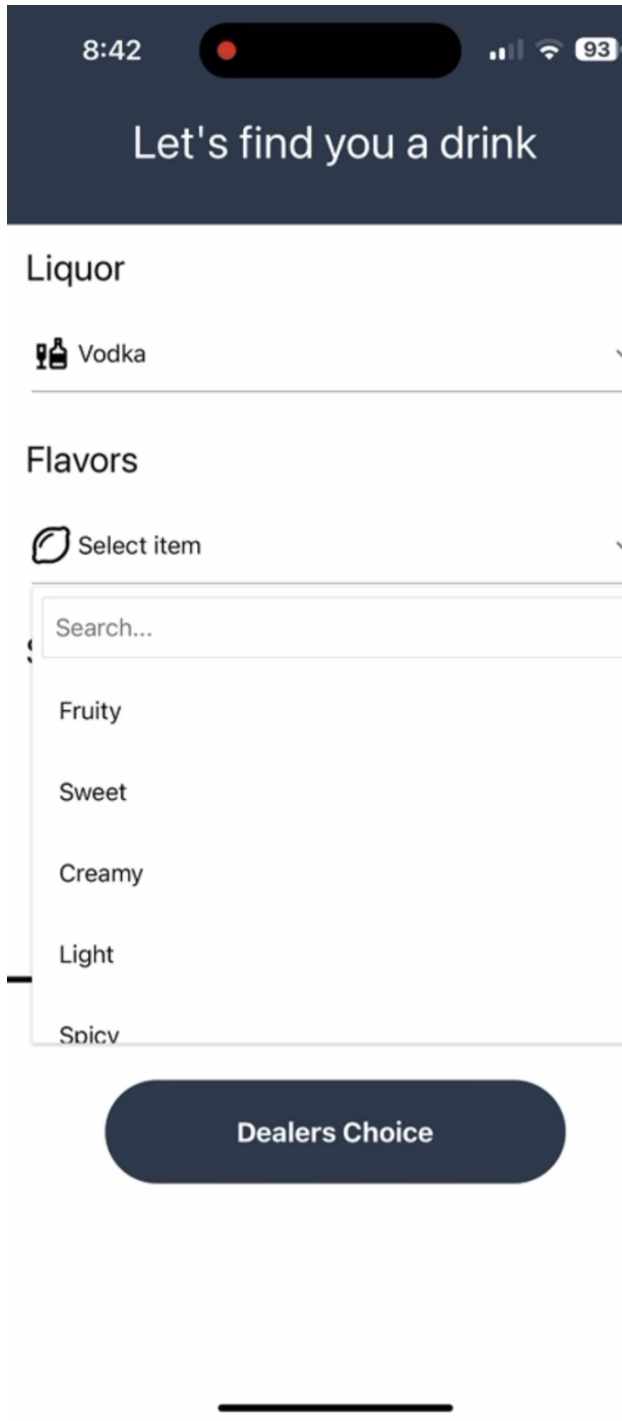 8:42
93
Let's find you a drink
Liquor
Vodka
Flavors
Select item
Search...
Fruity
Sweet
Creamy
Light
Spicy
Dealers Choice